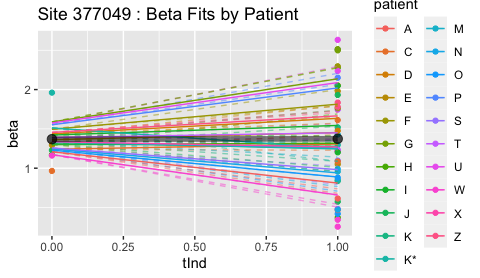 Site 377049 : Beta Fits by Patient
beta
2
1
0.00 0.25 0.50 0.75 1.00
tInd
patient
A
C
D
E
F
G
H
I
J
K
K*
M
N
O
P
S
T
U
W
X
Z